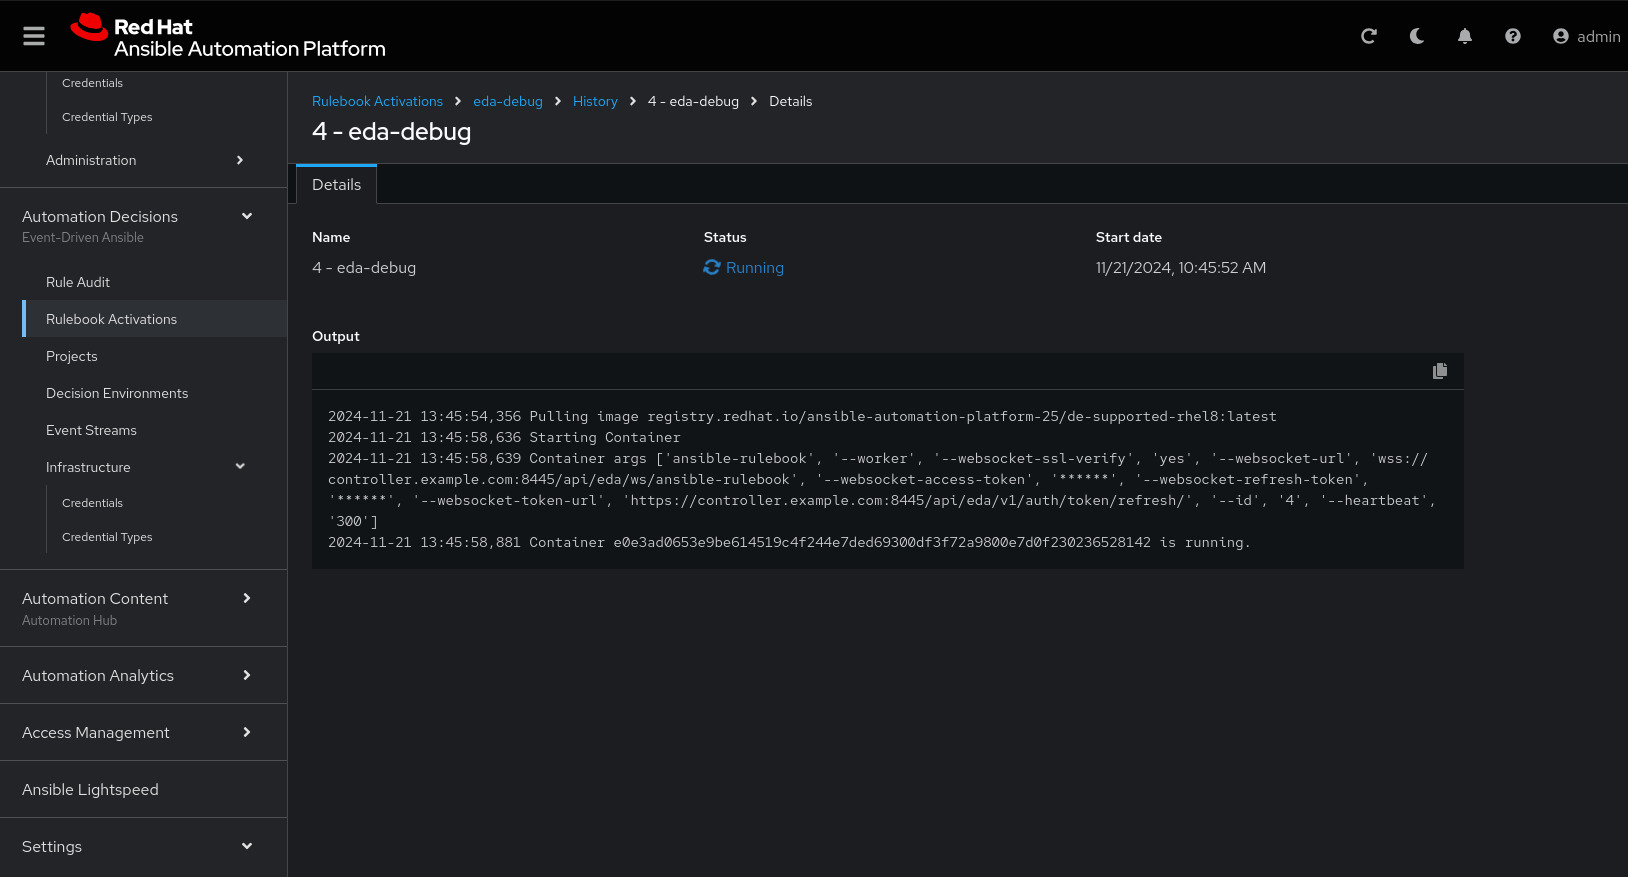 Red Hat
Ansible Automation Platform
admin
Credentials
Credential Types
Administration
Automation Decisions
Event-Driven Ansible
Rule Audit
Rulebook Activations
Projects
Decision Environments
Event Streams
Infrastructure
Credentials
Credential Types
Automation Content
Automation Hub
Automation Analytics
Access Management
Ansible Lightspeed
Settings
Rulebook Activations > eda-debug > History > 4 - eda-debug > Details
4 - eda-debug
Details
Name
4 - eda-debug
Status
Running
Start date
11/21/2024, 10:45:52 AM
Output
2024-11-21 13:45:54,356 Pulling image registry.redhat.io/ansible-automation-platform-25/de-supported-rhel8:latest
2024-11-21 13:45:58,636 Starting Container
2024-11-21 13:45:58,639 Container args ['ansible-rulebook', '--worker', '--websocket-ssl-verify', 'yes', '--websocket-url', 'wss://
controller.example.com:8445/api/eda/ws/ansible-rulebook', '--websocket-access-token', '******', '--websocket-refresh-token',
'******', '--websocket-token-url', 'https://controller.example.com:8445/api/eda/v1/auth/token/refresh/', '--id', '4', '--heartbeat',
'300']
2024-11-21 13:45:58,881 Container e0e3ad0653e9be614519c4f244e7ded69300df3f72a9800e7d0f230236528142 is running.